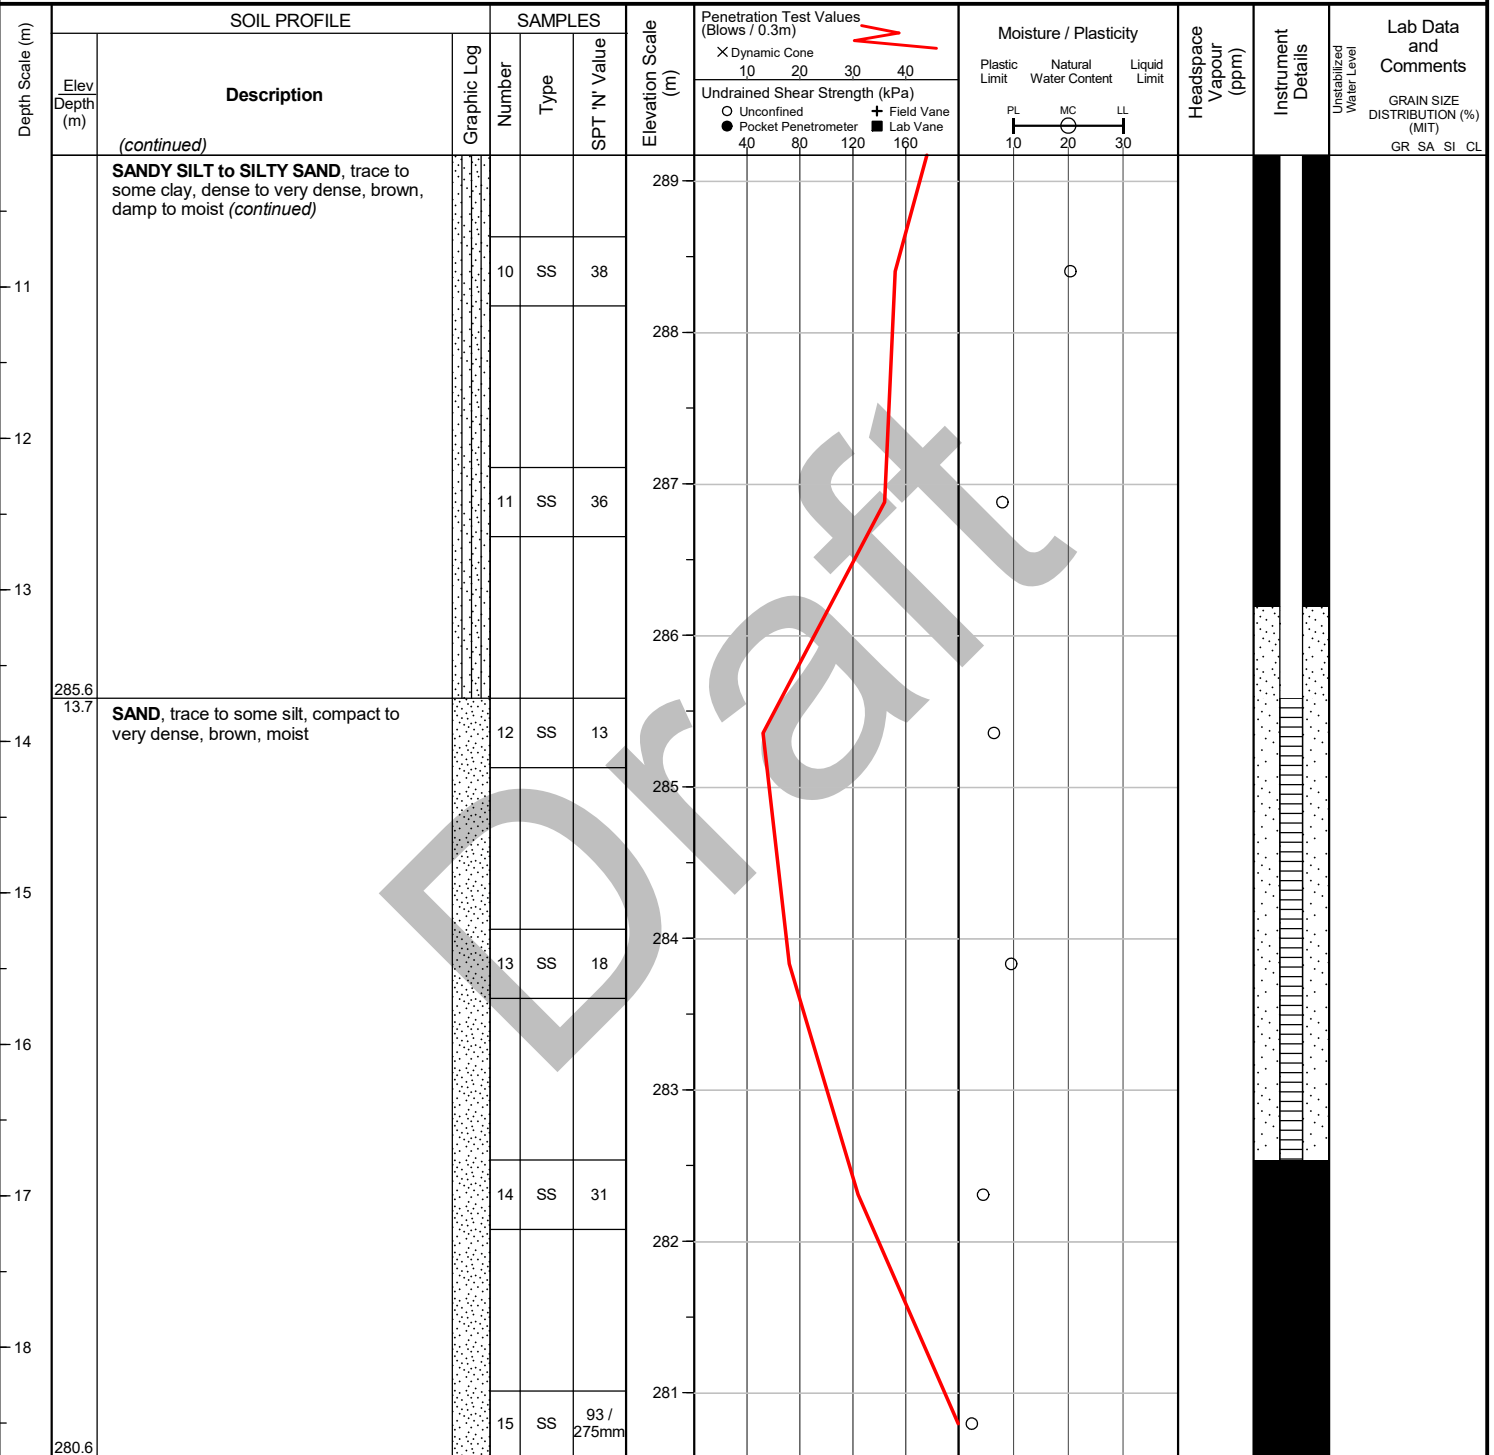 SOIL PROFILE
SAMPLES
Depth Scale (m)
Elev
Depth
(m)
Description
(continued)
Graphic Log
Number
Type
SPT 'N' Value
Elevation Scale
(m)
Penetration Test Values
(Blows / 0.3m)
× Dynamic Cone
10 20 30 40
Undrained Shear Strength (kPa)
Unconfined
Field Vane
Pocket Penetrometer
Lab Vane
40 80 120 160
Moisture / Plasticity
Plastic
Limit
Natural
Water Content
Liquid
Limit
PL MC LL
10 20 30
Headspace
Vapour
(ppm)
Instrument
Details
Unstabilized
Water Level
Lab Data
and
Comments
GRAIN SIZE
DISTRIBUTION (%)
(MIT)
GR SA SI CL
SANDY SILT to SILTY SAND, trace to
some clay, dense to very dense, brown,
damp to moist (continued)
289
10 SS 38
11
288
12
287
11 SS 36
13
286
285.6
13.7
SAND, trace to some silt, compact to
very dense, brown, moist
12 SS 13
14
285
15
284
13 SS 18
16
283
17
14 SS 31
282
18
281
15 SS 93 /
275mm
280.6
Draft